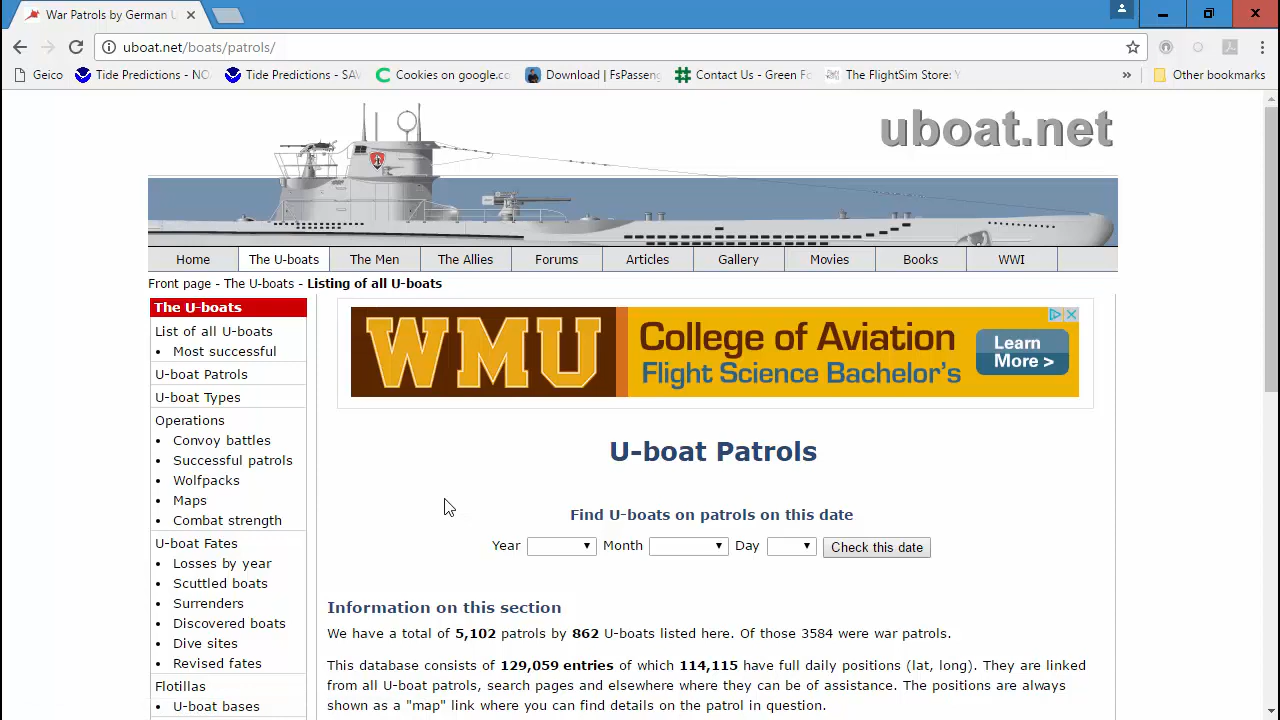 War Patrols by German U
uboat.net/boats/patrols/
Geico
Tide Predictions - NO
Tide Predictions - SAV
Cookies on google.co
Download | FsPasseng
Contact Us - Green Fo
The FlightSim Store:
»
Other bookmarks
uboat.net
Home
The U-boats
The Men
The Allies
Forums
Articles
Gallery
Movies
Books
WWI
Front page - The U-boats - Listing of all U-boats
The U-boats
List of all U-boats
• Most successful
U-boat Patrols
U-boat Types
Operations
• Convoy battles
• Successful patrols
• Wolfpacks
• Maps
• Combat strength
U-boat Fates
• Losses by year
• Scuttled boats
• Surrenders
• Discovered boats
• Dive sites
• Revised fates
Flotillas
• U-boat bases
WMU
College of Aviation
Flight Science Bachelor's
Learn
More >
U-boat Patrols
Find U-boats on patrols on this date
Year Month Day Check this date
Information on this section
We have a total of 5,102 patrols by 862 U-boats listed here. Of those 3584 were war patrols.
This database consists of 129,059 entries of which 114,115 have full daily positions (lat, long). They are linked
from all U-boat patrols, search pages and elsewhere where they can be of assistance. The positions are always
shown as a "map" link where you can find details on the patrol in question.